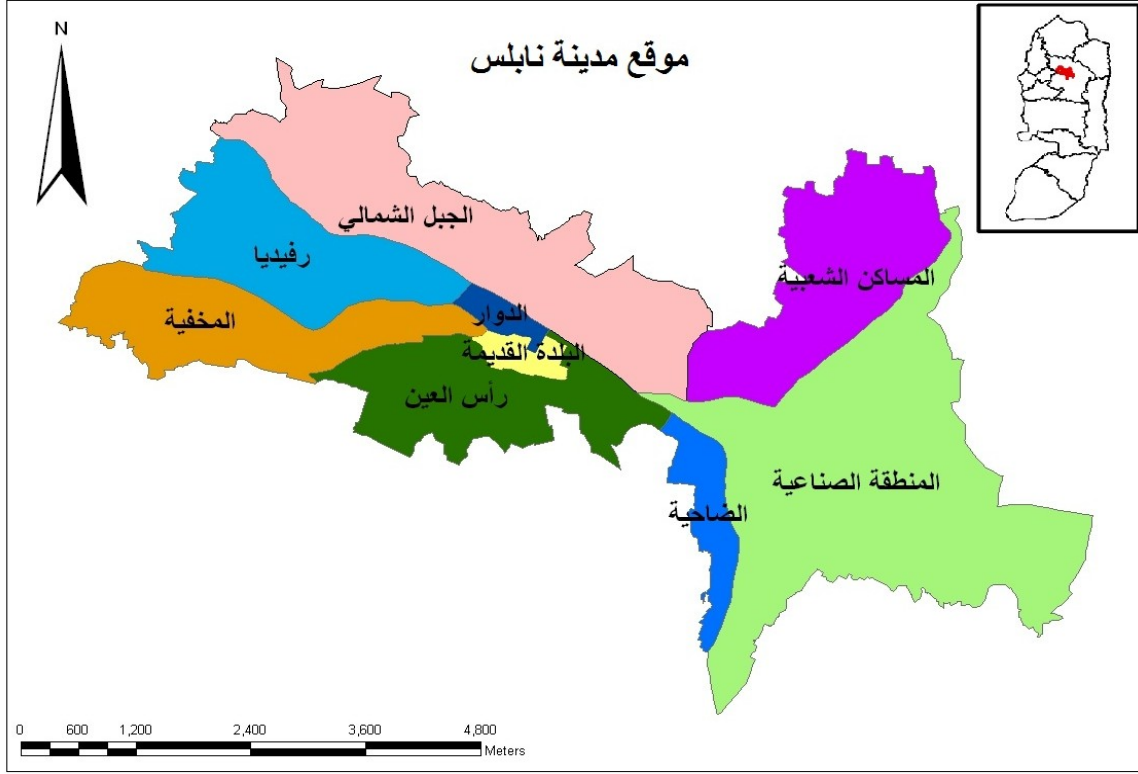 N
موقع مدينة نابلس
الجبل الشمالي
رفيديا
المساكن الشعبية
الدوار
المخفية
البلدة القديمة
رأس العين
المنطقة الصناعية
الضاحية
0 600 1,200 2,400 3,600 4,800
Meters